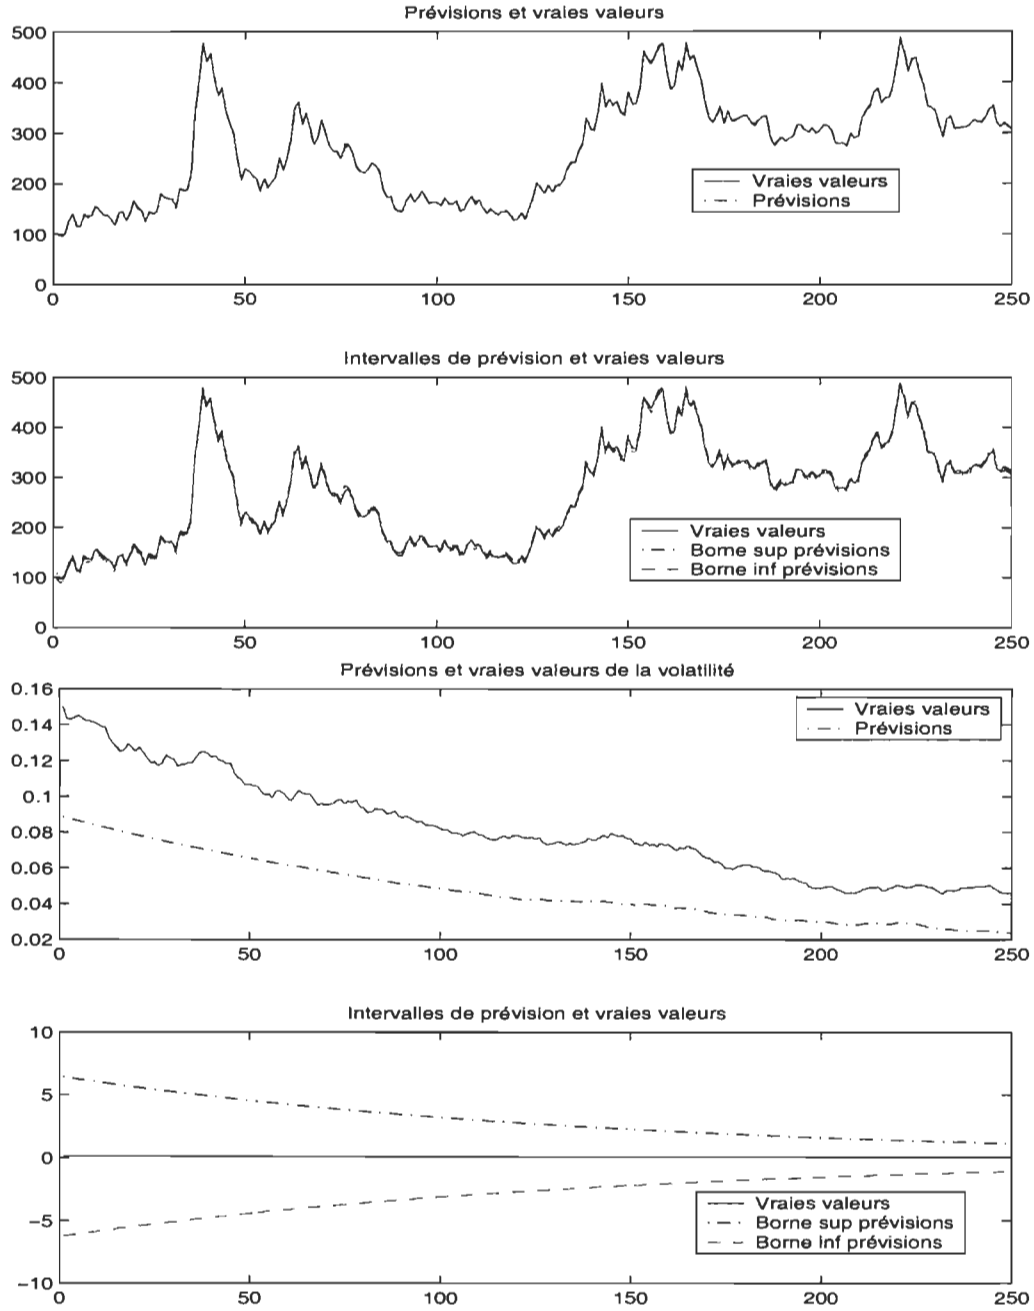 Prévisions et vraies valeurs
500
400
300
200
100
0
0 50 100 150 200 250
Vraies valeurs
Prévisions
Intervalles de prévision et vraies valeurs
500
400
300
200
100
0
0 50 100 150 200 250
Vraies valeurs
Borne sup prévisions
Borne inf prévisions
Prévisions et vraies valeurs de la volatilité
0.16
0.14
0.12
0.1
0.08
0.06
0.04
0.02
0 50 100 150 200 250
Vraies valeurs
Prévisions
Intervalles de prévision et vraies valeurs
10
5
0
−5
−10
0 50 100 150 200 250
Vraies valeurs
Borne sup prévisions
Borne inf prévisions